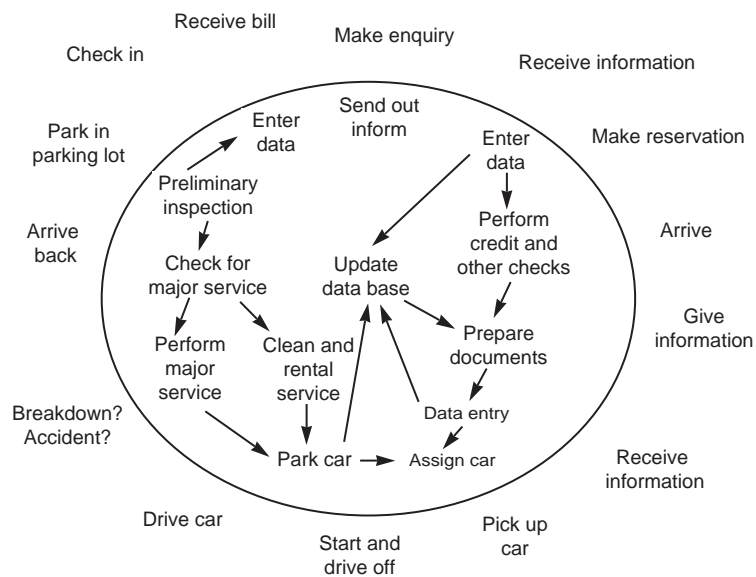 Receive bill
Make enquiry
Check in
Receive information
Send out
inform
Enter
data
Enter
data
Park in
parking lot
Make reservation
Preliminary
inspection
Perform
credit and
other checks
Arrive
back
Arrive
Check for
major service
Update
data base
Give
information
Prepare
documents
Perform
major
service
Clean and
rental
service
Breakdown?
Accident?
Data entry
Park car
Assign car
Receive
information
Drive car
Pick up
car
Start and
drive off